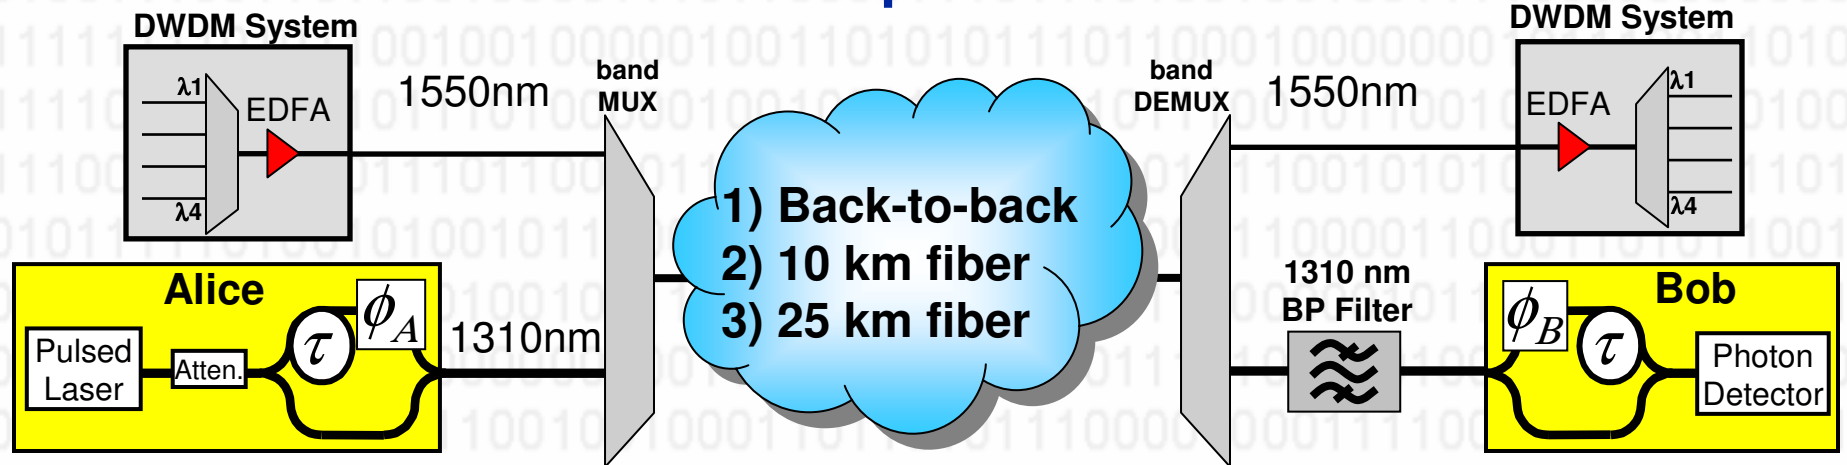 DWDM System
λ1
EDFA
λ4
1550nm
band
MUX
Alice
Pulsed
Laser
Atten.
τ
ϕA
1310nm
1) Back-to-back
2) 10 km fiber
3) 25 km fiber
band
DEMUX
1550nm
DWDM System
EDFA
λ1
λ4
1310 nm
BP Filter
Bob
ϕB
τ
Photon
Detector